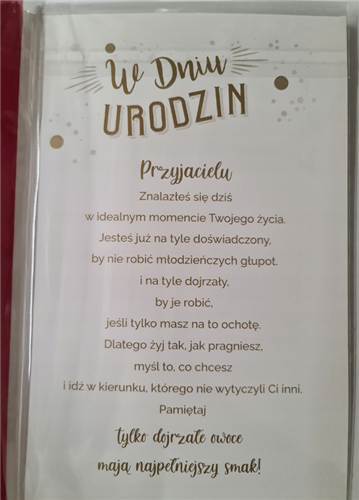 W Dniu
URODZIN
Przyjacielu
Znalazłeś się dziś
w idealnym momencie Twojego życia.
Jesteś już na tyle doświadczony,
by nie robić młodzieńczych głupot,
i na tyle dojrzały,
by je robić,
jeśli tylko masz na to ochotę.
Dlatego żyj tak, jak pragniesz,
myśl to, co chcesz
i idź w kierunku, którego nie wytyczyli Ci inni.
Pamiętaj
tylko dojrzałe owoce
mają najpełniejszy smak!